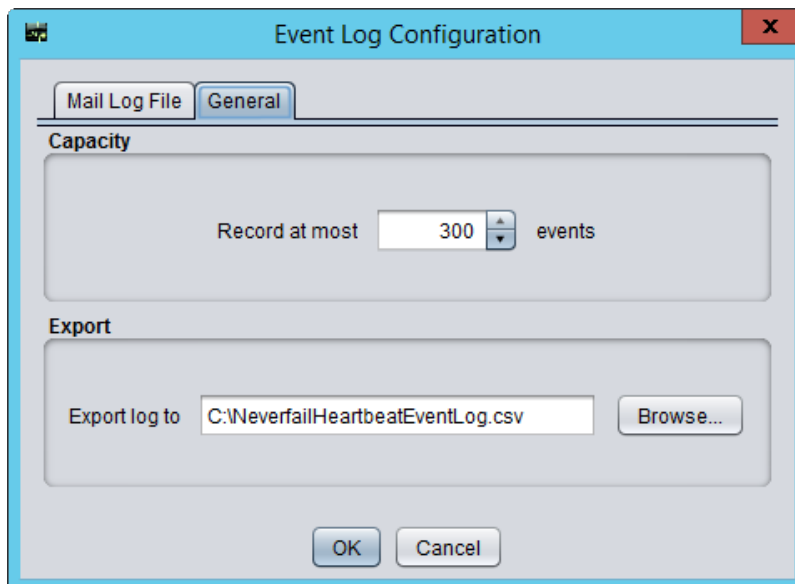 Event Log Configuration
x
Mail Log File General
Capacity
Record at most 300 events
Export
Export log to C:\NeverfailHeartbeatEventLog.csv Browse...
OK Cancel